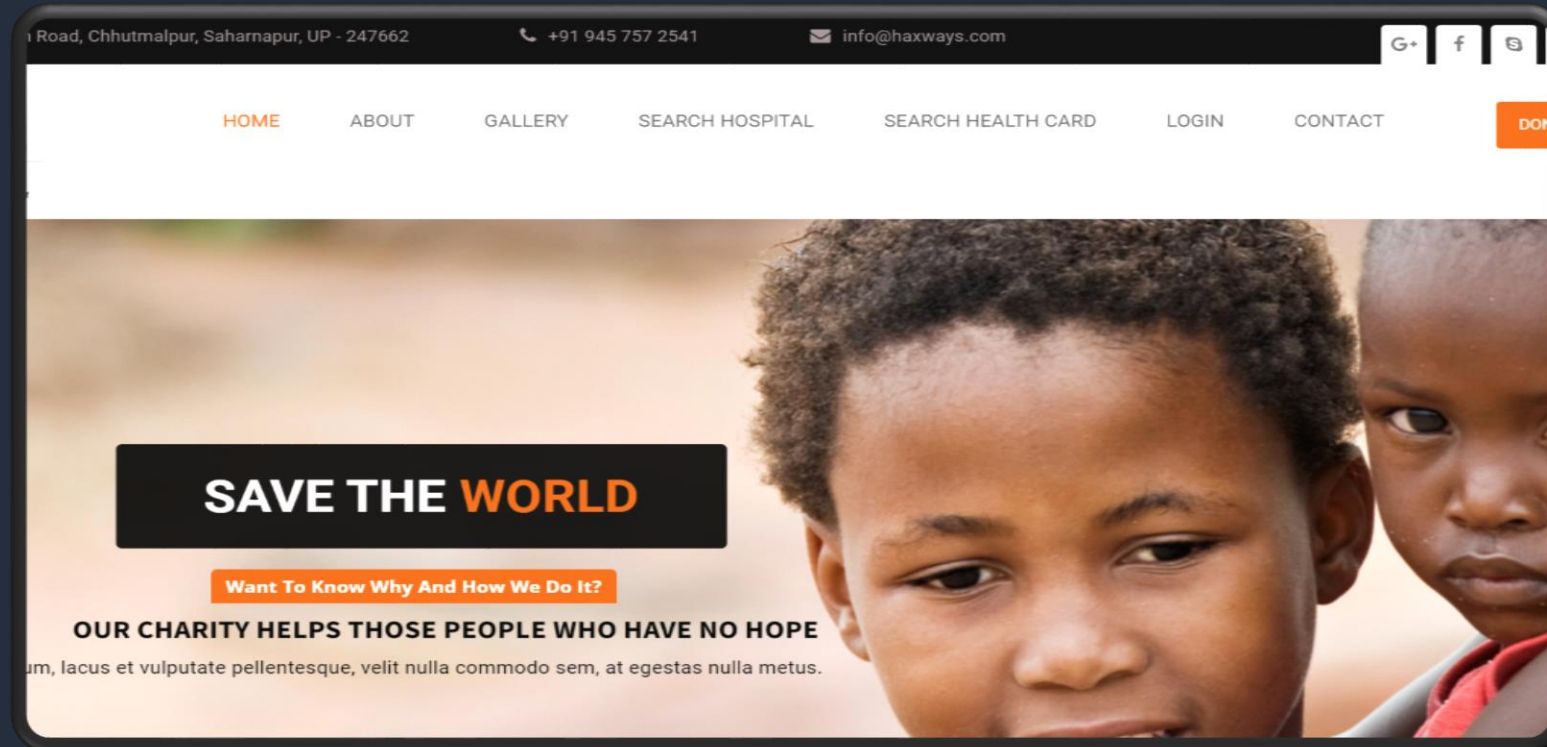 Road, Chhutmalpur, Saharnapur, UP - 247662
+91 945 757 2541
info@haxways.com
G+ f
HOME ABOUT GALLERY SEARCH HOSPITAL SEARCH HEALTH CARD LOGIN CONTACT
SAVE THE WORLD
Want To Know Why And How We Do It?
OUR CHARITY HELPS THOSE PEOPLE WHO HAVE NO HOPE
lacus et vulputate pellentesque, velit nulla commodo sem, at egestas nulla metus.